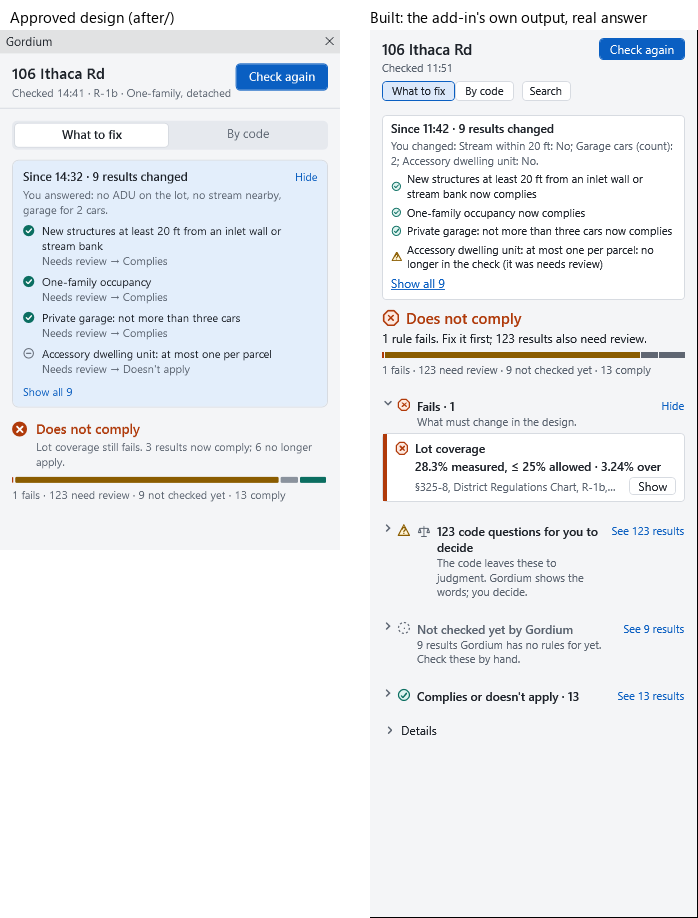 Approved design (after/)
Gordium
106 Ithaca Rd
Check again
Checked 14:41 · R-1b · One-family, detached
What to fix
By code
Since 14:32 · 9 results changed
Hide
You answered: no ADU on the lot, no stream nearby,
garage for 2 cars.
New structures at least 20 ft from an inlet wall or
stream bank
Needs review → Complies
One-family occupancy
Needs review → Complies
Private garage: not more than three cars
Needs review → Complies
Accessory dwelling unit: at most one per parcel
Needs review → Doesn't apply
Show all 9
Does not comply
Lot coverage still fails. 3 results now comply; 6 no longer
apply.
1 fails · 123 need review · 9 not checked yet · 13 comply
Built: the add-in's own output, real answer
106 Ithaca Rd
Check again
Checked 11:51
What to fix
By code
Search
Since 11:42 · 9 results changed
You changed: Stream within 20 ft: No; Garage cars (count):
2; Accessory dwelling unit: No.
New structures at least 20 ft from an inlet wall or
stream bank now complies
One-family occupancy now complies
Private garage: not more than three cars now complies
Accessory dwelling unit: at most one per parcel: no
longer in the check (it was needs review)
Show all 9
Does not comply
1 rule fails. Fix it first; 123 results also need review.
1 fails · 123 need review · 9 not checked yet · 13 comply
Fails · 1
Hide
What must change in the design.
Lot coverage
28.3% measured, ≤ 25% allowed · 3.24% over
§325-8, District Regulations Chart, R-1b,...
Show
123 code questions for you to
decide
See 123 results
The code leaves these to
judgment. Gordium shows the
words; you decide.
Not checked yet by Gordium
See 9 results
9 results Gordium has no rules for yet.
Check these by hand.
Complies or doesn't apply · 13
See 13 results
Details